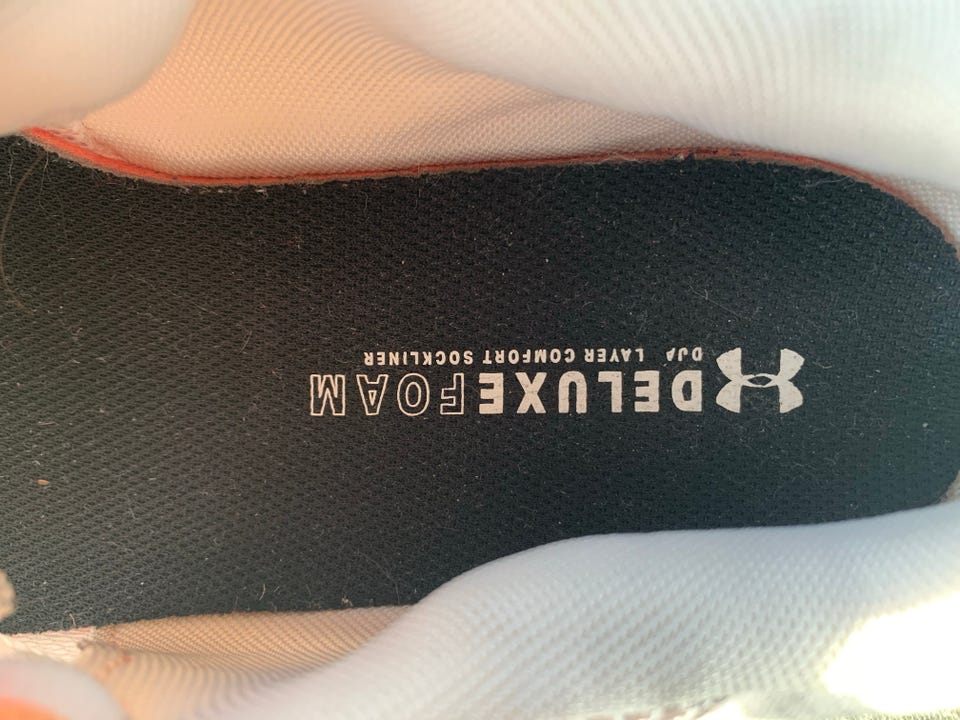 DELUXEFOAM
DUAL LAYER COMFORT SOCKLINER